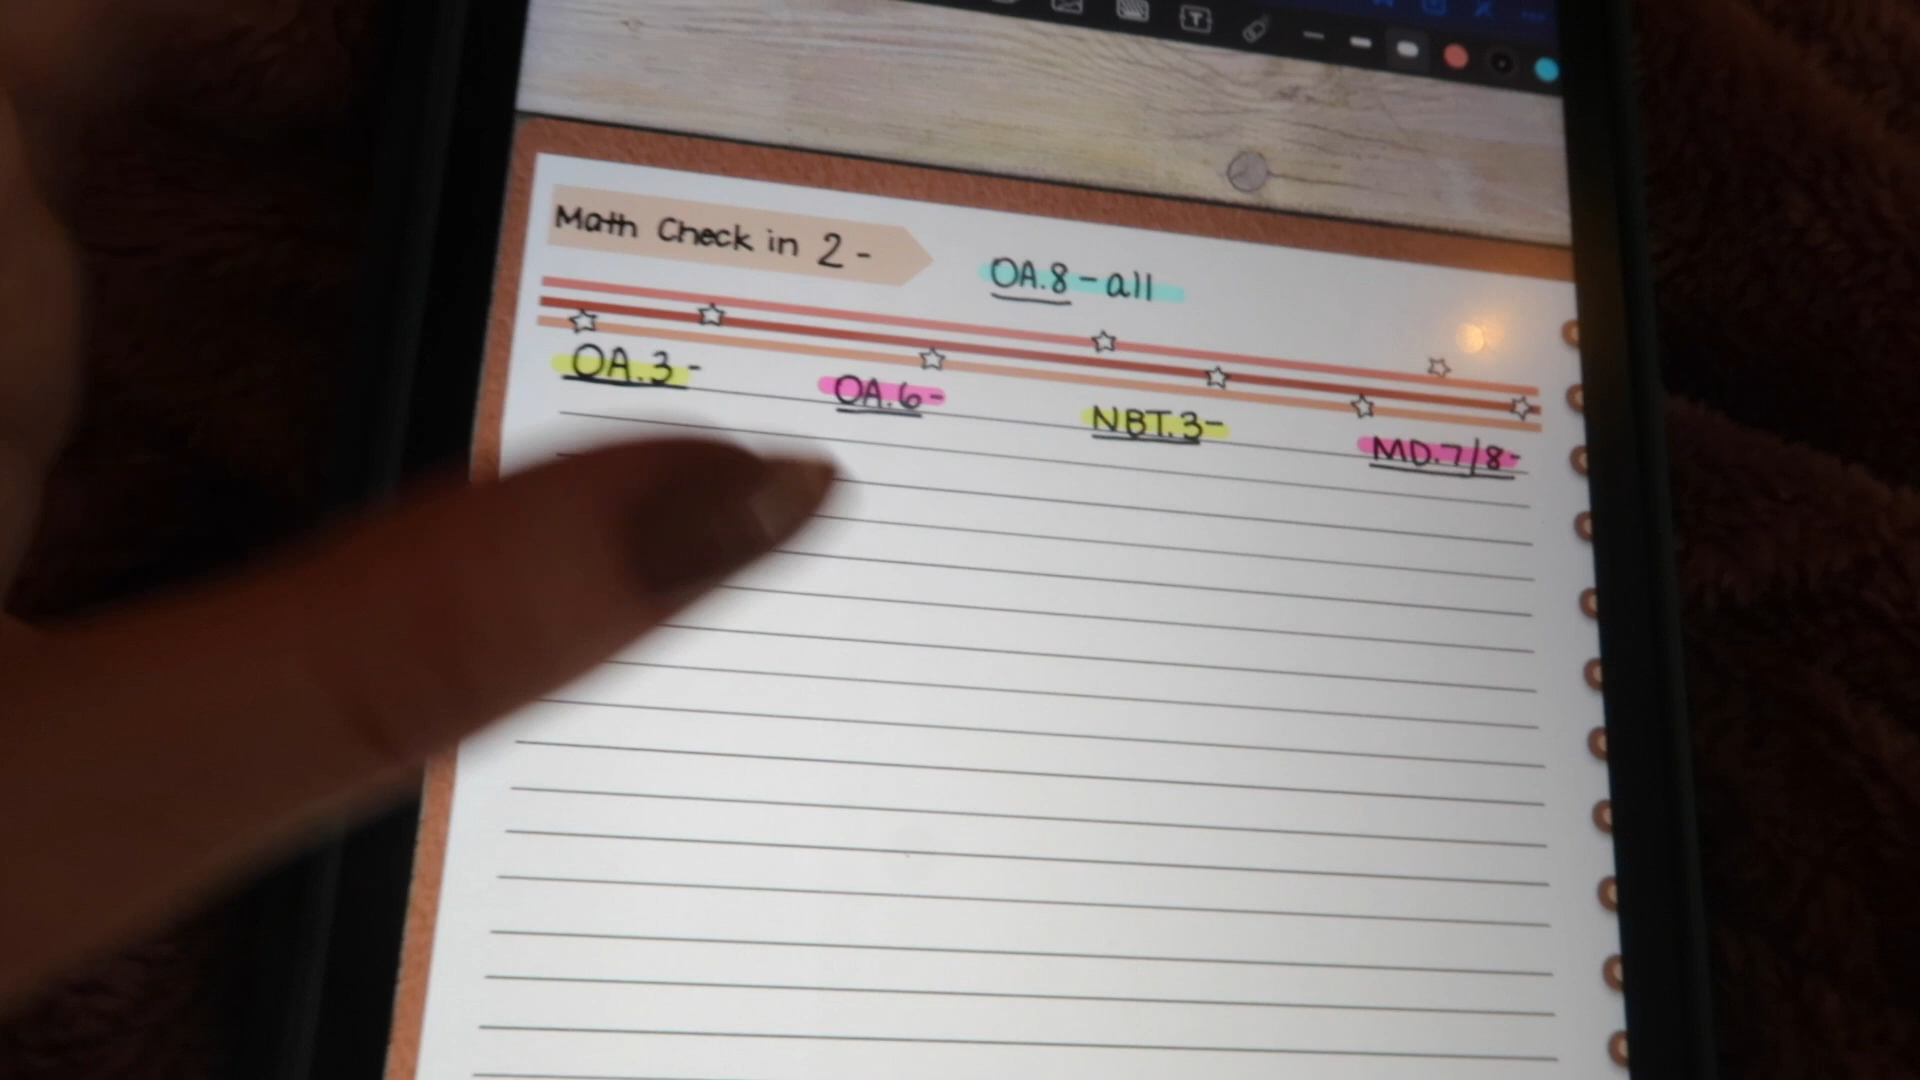 Math Check in 2 -
OA.8 - all
OA.3 -
OA.6 -
NBT.3 -
MD.7/8 -